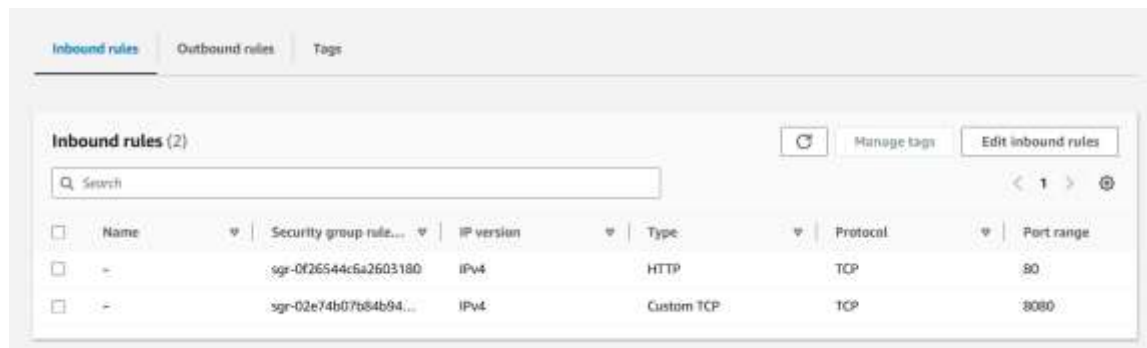 Inbound rules Outbound rules Tags
Inbound rules (2) Manage tags Edit inbound rules
Search
1
Name Security group rule... IP version Type Protocol Port range
- sgr-0f26544c6a2603180 IPv4 HTTP TCP 80
- sgr-02e74b07b84b94... IPv4 Custom TCP TCP 8080